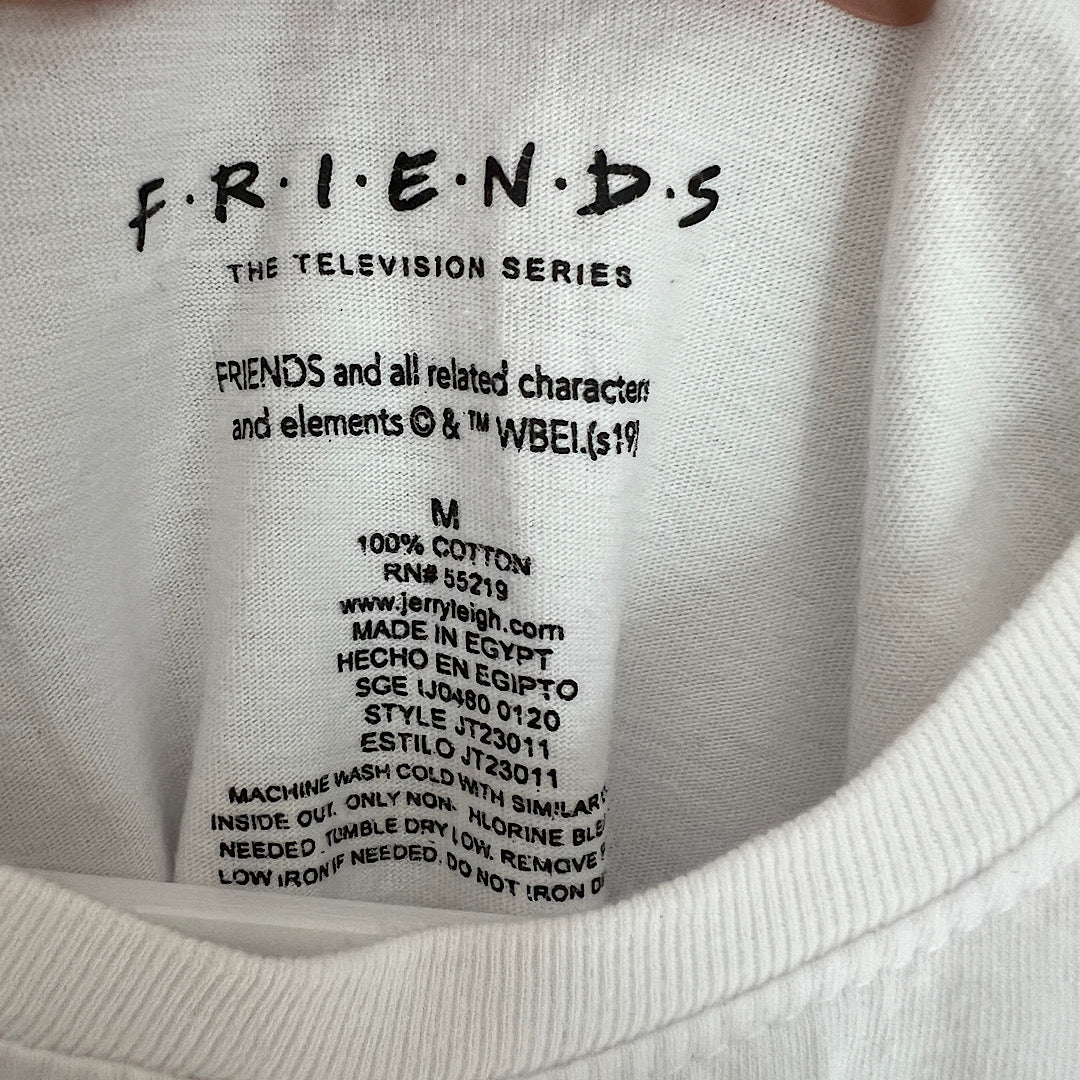 F·R·I·E·N·D·S
THE TELEVISION SERIES
FRIENDS and all related characters
and elements © & ™ WBEI.(s19)
M
100% COTTON
RN# 55219
www.jerryleigh.com
MADE IN EGYPT
HECHO EN EGIPTO
SGE IJ0480 0120
STYLE JT23011
ESTILO JT23011
MACHINE WASH COLD WITH SIMILAR
INSIDE OUT. ONLY NON-
NEEDED. TUMBLE DRY LOW. REMOVE
LOW IRON IF NEEDED. DO NOT IRON